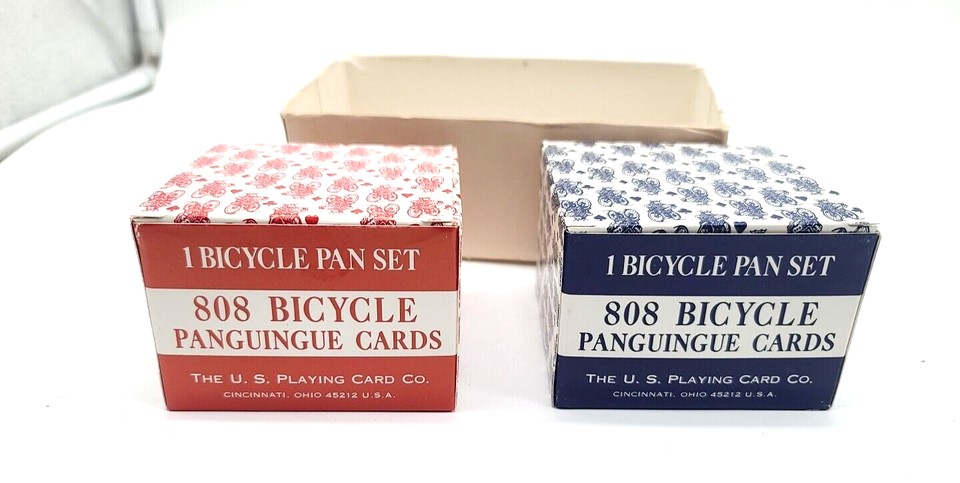 1 BICYCLE PAN SET
808 BICYCLE
PANGUINGUE CARDS
THE U. S. PLAYING CARD CO.
CINCINNATI, OHIO 45212 U.S.A.
1 BICYCLE PAN SET
808 BICYCLE
PANGUINGUE CARDS
THE U. S. PLAYING CARD CO.
CINCINNATI, OHIO 45212 U.S.A.